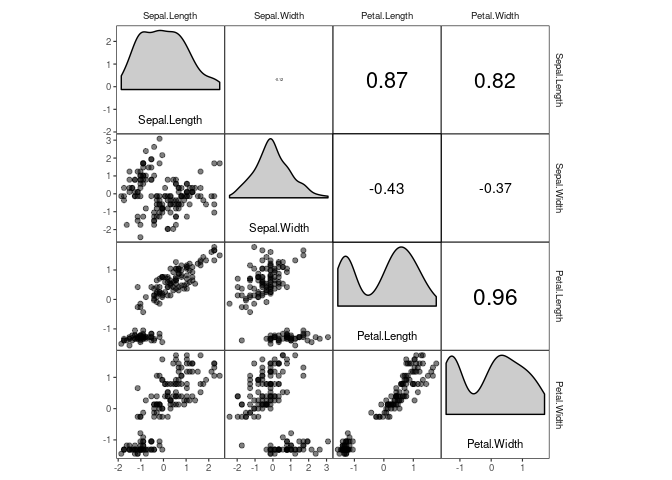 Sepal.Length Sepal.Width Petal.Length Petal.Width
2 1 0 -1 -2
Sepal.Length
0.87
0.82
Sepal.Length
3 2 1 0 -1 -2
Sepal.Width
-0.43
-0.37
Sepal.Width
1 0 -1
Petal.Length
0.96
Petal.Length
1 0 -1
Petal.Width
Petal.Width
-2 -1 0 1 2 -2 -1 0 1 2 3 -1 0 1 -1 0 1